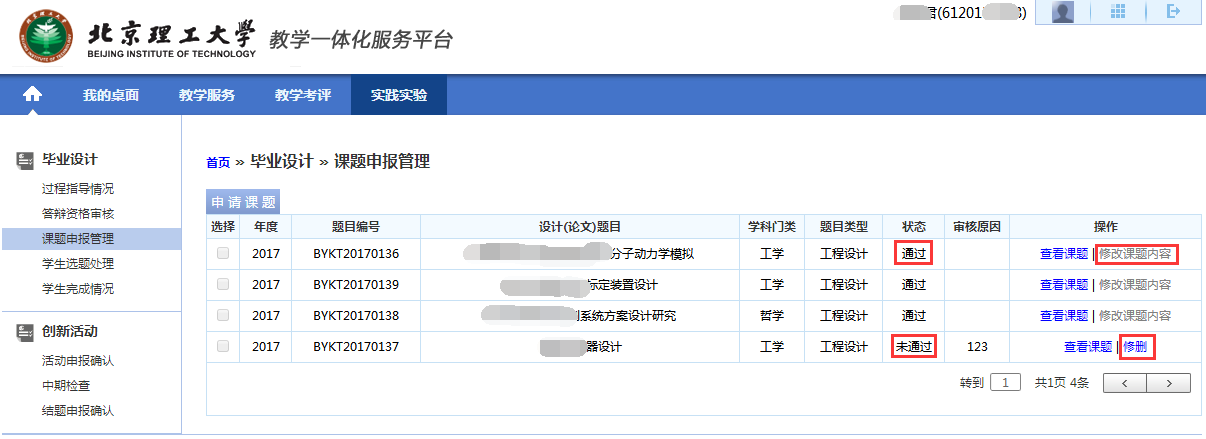 君(61201 3)
北京理工大學
BEIJING INSTITUTE OF TECHNOLOGY
教学一体化服务平台
我的桌面 教学服务 教学考评 实践实验
毕业设计
过程指导情况
答辩资格审核
课题申报管理
学生选题处理
学生完成情况
创新活动
活动申报确认
中期检查
结题申报确认
首页 » 毕业设计 » 课题申报管理
申请课题
选择 年度 题目编号 设计(论文)题目 学科门类 题目类型 状态 审核原因 操作
2017 BYKT20170136 分子动力学模拟 工学 工程设计 通过 查看课题 | 修改课题内容
2017 BYKT20170139 标定装置设计 工学 工程设计 通过 查看课题 | 修改课题内容
2017 BYKT20170138 系统方案设计研究 哲学 工程设计 通过 查看课题 | 修改课题内容
2017 BYKT20170137 器设计 工学 工程设计 未通过 123 查看课题 | 修删
转到 1 共1页 4条 < >